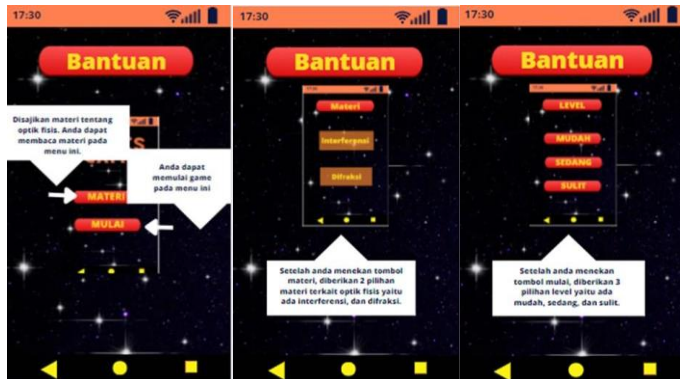 17:30
Bantuan
Disajikan materi tentang
optik fisis. Anda dapat
membaca materi pada
menu ini.
Anda dapat
memulai game
pada menu ini
MATERI
MULAI
17:30
Bantuan
Materi
Interferensi
Difraksi
Setelah anda menekan tombol
materi, diberikan 2 pilihan
materi terkait optik fisis yaitu
ada interferensi, dan difraksi.
17:30
Bantuan
LEVEL
MUDAH
SEDANG
SULIT
Setelah anda menekan
tombol mulai, diberikan 3
pilihan level yaitu ada
mudah, sedang, dan sulit.